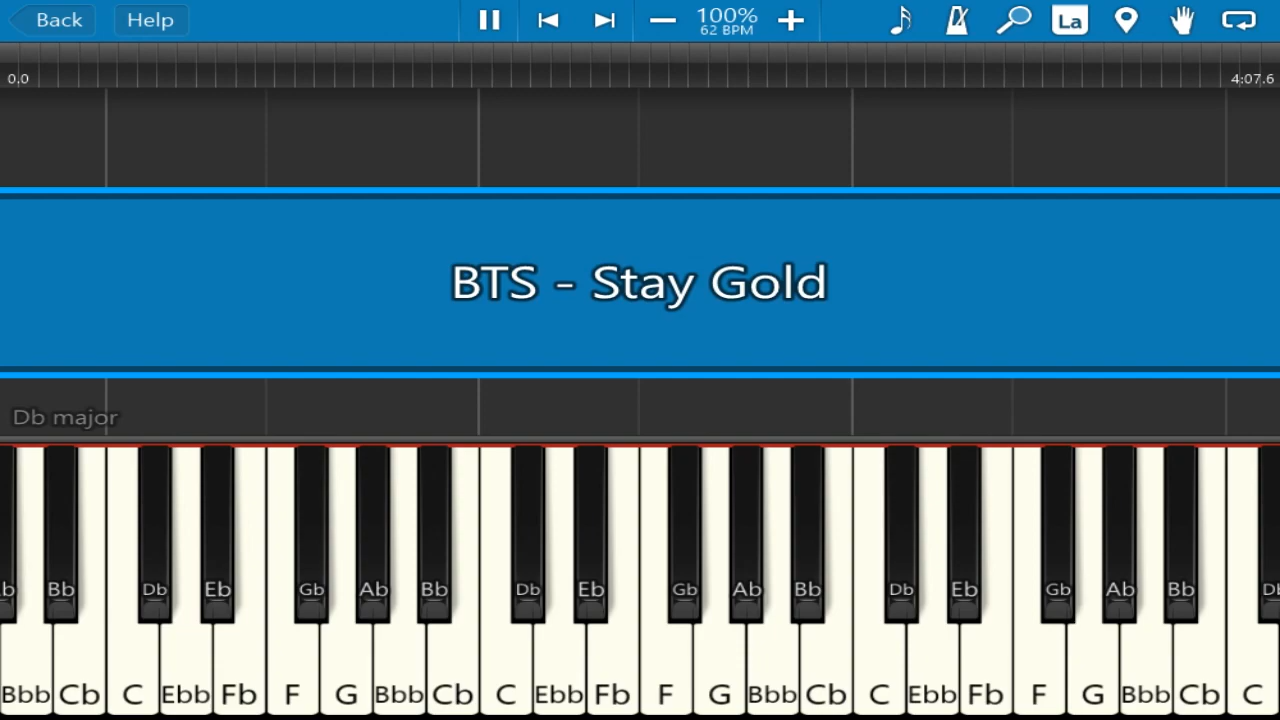 Back Help 100% La
62 BPM
0,0 4:07.6
BTS - Stay Gold
Db major
Bb Db Eb Gb Ab Bb Db Eb Gb Ab Bb Db Eb Gb Ab Bb
Bbb Cb C Ebb Fb F G Bbb Cb C Ebb Fb F G Bbb Cb C Ebb Fb F G Bbb Cb C